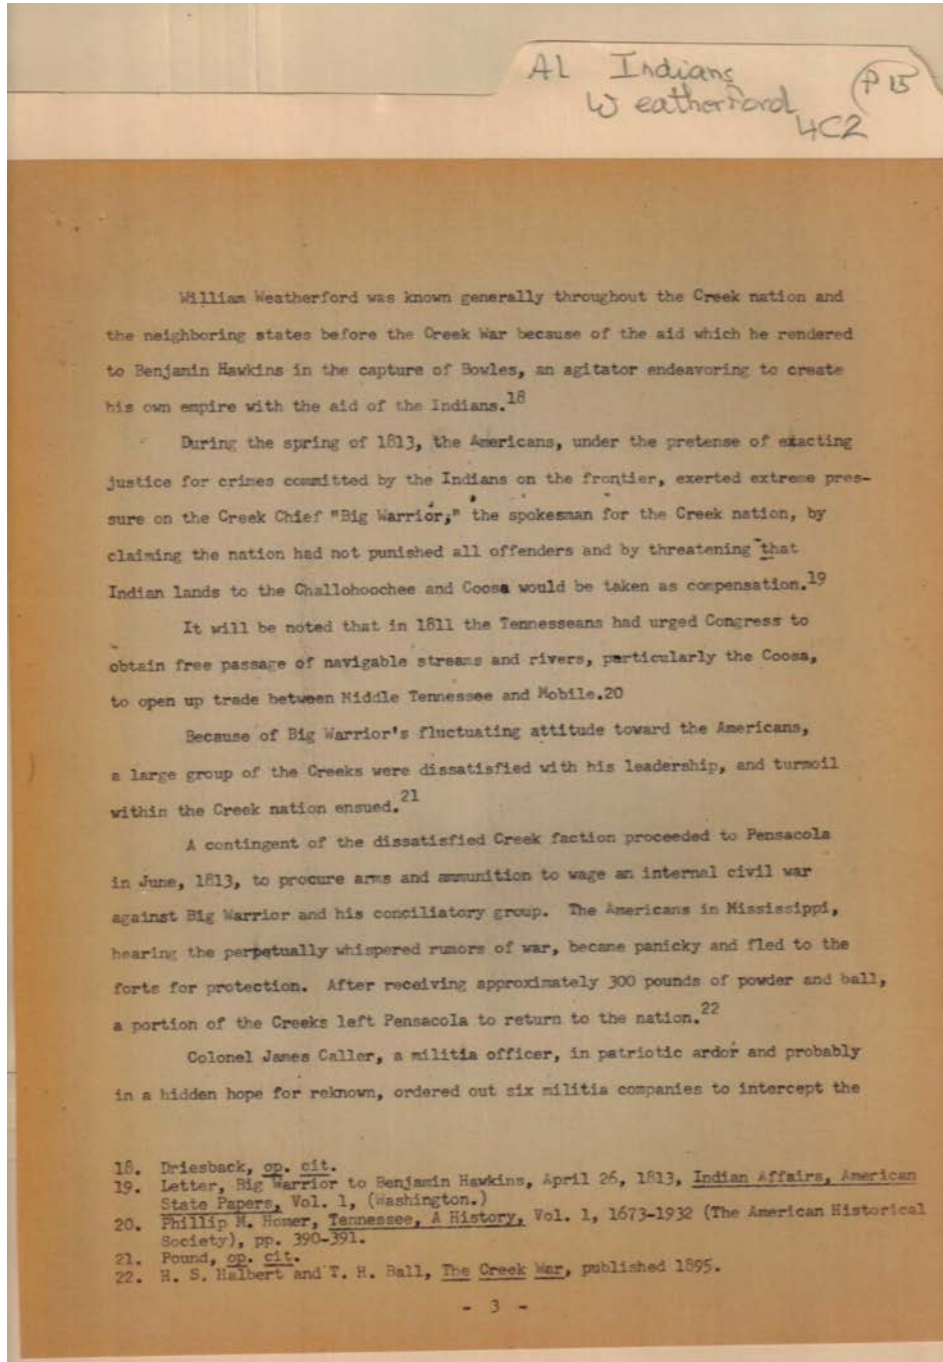 AL Indians
Weatherford
P 15
4C2
William Weatherford was known generally throughout the Creek nation and
the neighboring states before the Creek War because of the aid which he rendered
to Benjamin Hawkins in the capture of Bowles, an agitator endeavoring to create
his own empire with the aid of the Indians.18
During the spring of 1813, the Americans, under the pretense of exacting
justice for crimes committed by the Indians on the frontier, exerted extreme pres-
sure on the Creek Chief "Big Warrior," the spokesman for the Creek nation, by
claiming the nation had not punished all offenders and by threatening that
Indian lands to the Challohoochee and Coosa would be taken as compensation.19
It will be noted that in 1811 the Tennesseans had urged Congress to
obtain free passage of navigable streams and rivers, particularly the Coosa,
to open up trade between Middle Tennessee and Mobile.20
Because of Big Warrior's fluctuating attitude toward the Americans,
a large group of the Creeks were dissatisfied with his leadership, and turmoil
within the Creek nation ensued.21
A contingent of the dissatisfied Creek faction proceeded to Pensacola
in June, 1813, to procure arms and ammunition to wage an internal civil war
against Big Warrior and his conciliatory group. The Americans in Mississippi,
hearing the perpetually whispered rumors of war, became panicky and fled to the
forts for protection. After receiving approximately 300 pounds of powder and ball,
a portion of the Creeks left Pensacola to return to the nation.22
Colonel James Caller, a militia officer, in patriotic ardor and probably
in a hidden hope for reknown, ordered out six militia companies to intercept the
18. Driesback, op. cit.
19. Letter, Big Warrior to Benjamin Hawkins, April 26, 1813, Indian Affairs, American
State Papers, Vol. 1, (Washington.)
20. Phillip M. Homer, Tennessee, A History, Vol. 1, 1673-1932 (The American Historical
Society), pp. 390-391.
21. Pound, op. cit.
22. H. S. Halbert and T. H. Ball, The Creek War, published 1895.
- 3 -